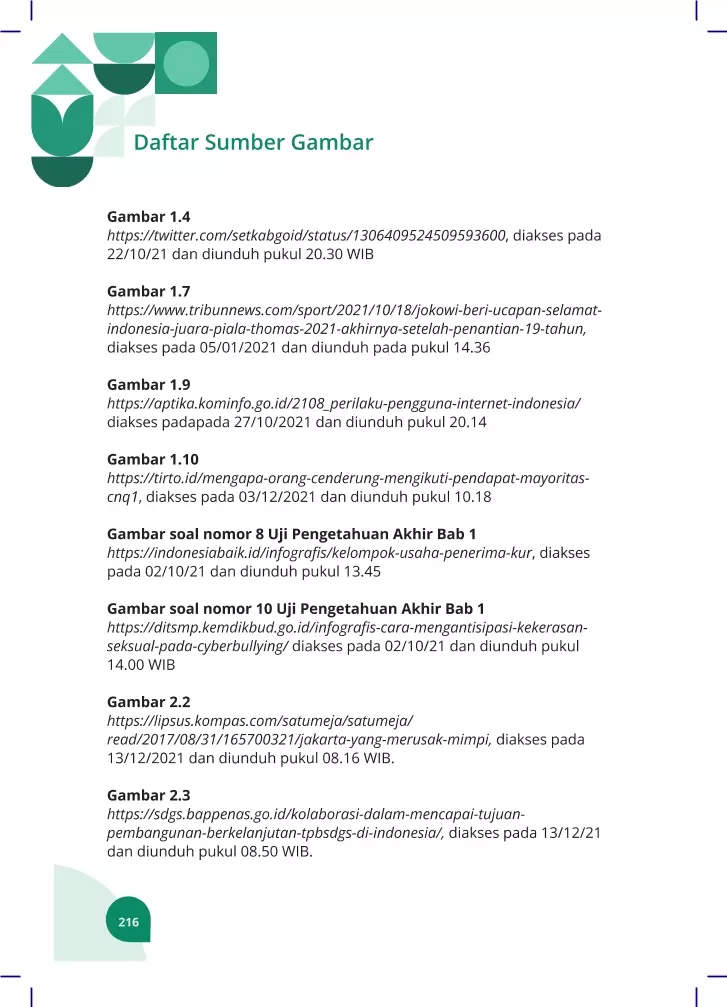 Daftar Sumber Gambar
Gambar 1.4
https://twitter.com/setkabgoid/status/1306409524509593600, diakses pada
22/10/21 dan diunduh pukul 20.30 WIB
Gambar 1.7
https://www.tribunnews.com/sport/2021/10/18/jokowi-beri-ucapan-selamat-
indonesia-juara-piala-thomas-2021-akhirnya-setelah-penantian-19-tahun,
diakses pada 05/01/2021 dan diunduh pada pukul 14.36
Gambar 1.9
https://aptika.kominfo.go.id/2108_perilaku-pengguna-internet-indonesia/
diakses padapada 27/10/2021 dan diunduh pukul 20.14
Gambar 1.10
https://tirto.id/mengapa-orang-cenderung-mengikuti-pendapat-mayoritas-
cnq1, diakses pada 03/12/2021 dan diunduh pukul 10.18
Gambar soal nomor 8 Uji Pengetahuan Akhir Bab 1
https://indonesiabaik.id/infografis/kelompok-usaha-penerima-kur, diakses
pada 02/10/21 dan diunduh pukul 13.45
Gambar soal nomor 10 Uji Pengetahuan Akhir Bab 1
https://ditsmp.kemdikbud.go.id/infografis-cara-mengantisipasi-kekerasan-
seksual-pada-cyberbullying/ diakses pada 02/10/21 dan diunduh pukul
14.00 WIB
Gambar 2.2
https://lipsus.kompas.com/satumeja/satumeja/
read/2017/08/31/165700321/jakarta-yang-merusak-mimpi, diakses pada
13/12/2021 dan diunduh pukul 08.16 WIB.
Gambar 2.3
https://sdgs.bappenas.go.id/kolaborasi-dalam-mencapai-tujuan-
pembangunan-berkelanjutan-tpbsdgs-di-indonesia/, diakses pada 13/12/21
dan diunduh pukul 08.50 WIB.
216